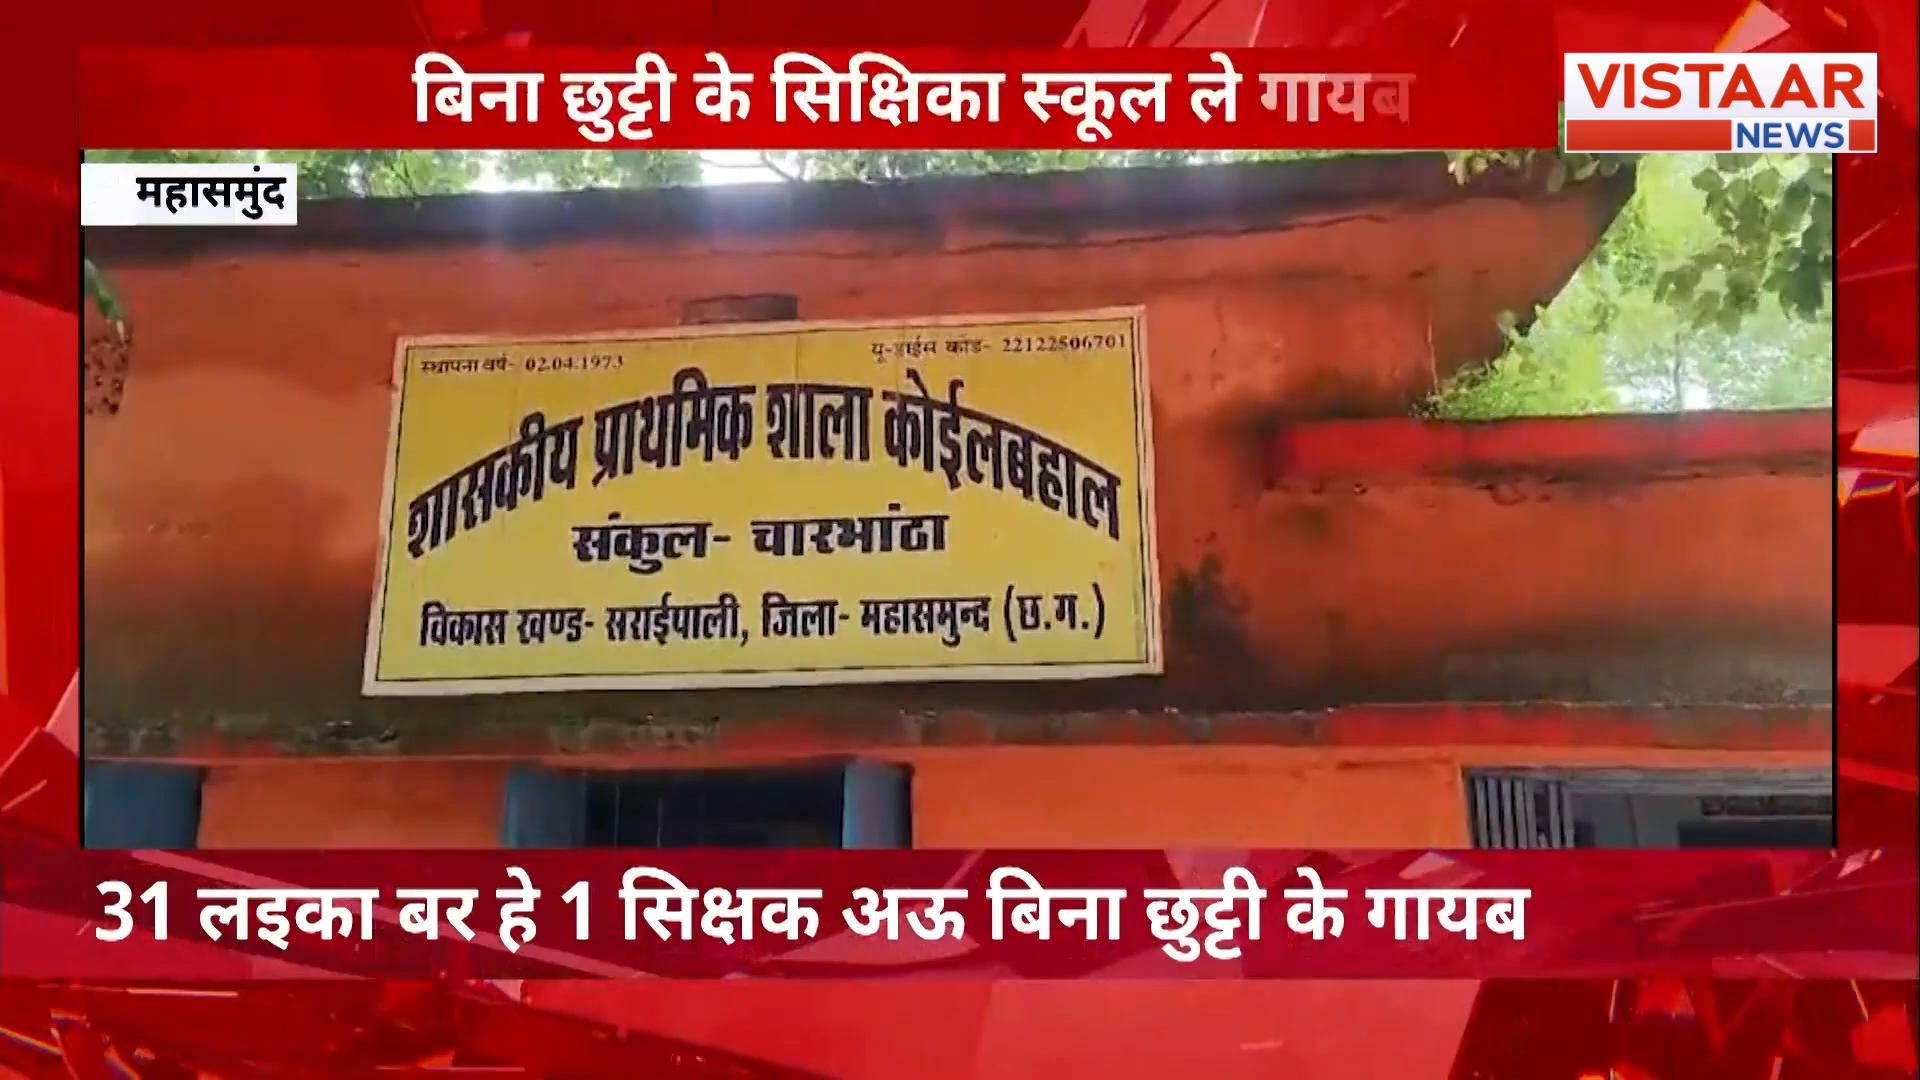 बिना छुट्टी के सिक्षिका स्कूल ले गायब
VISTAAR
NEWS
महासमुंद
स्थापना वर्ष- 02.04.1973
यू-डाईस कोड- 22122506701
शासकीय प्राथमिक शाला कोईलबहाल
संकुल- चारभांठा
विकास खण्ड- सराईपाली, जिला- महासमुन्द (छ.ग.)
31 लइका बर हे 1 सिक्षक अऊ बिना छुट्टी के गायब